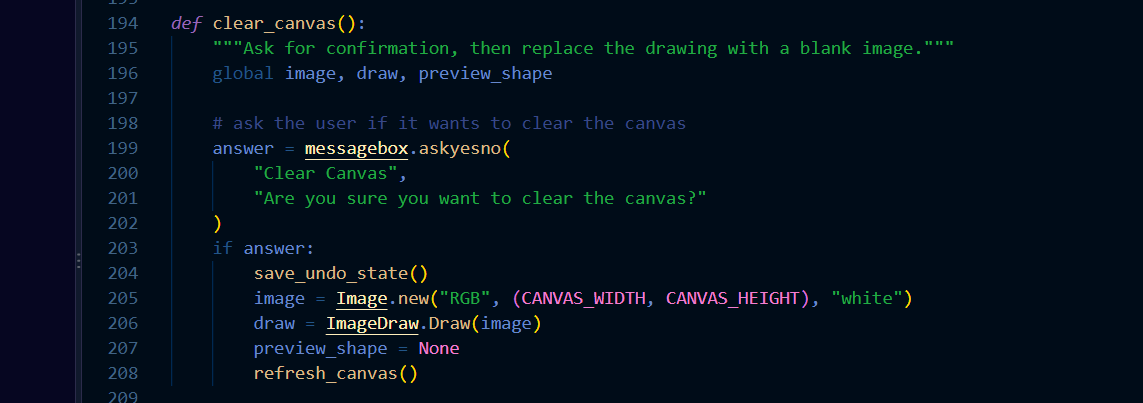 194 def clear_canvas():
195 """Ask for confirmation, then replace the drawing with a blank image."""
196 global image, draw, preview_shape
197
198 # ask the user if it wants to clear the canvas
199 answer = messagebox.askyesno(
200 "Clear Canvas",
201 "Are you sure you want to clear the canvas?"
202 )
203 if answer:
204 save_undo_state()
205 image = Image.new("RGB", (CANVAS_WIDTH, CANVAS_HEIGHT), "white")
206 draw = ImageDraw.Draw(image)
207 preview_shape = None
208 refresh_canvas()
209